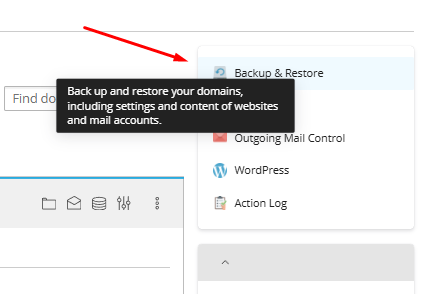 Backup & Restore
Find do
Back up and restore your domains,
including settings and content of websites
and mail accounts.
Outgoing Mail Control
WordPress
Action Log